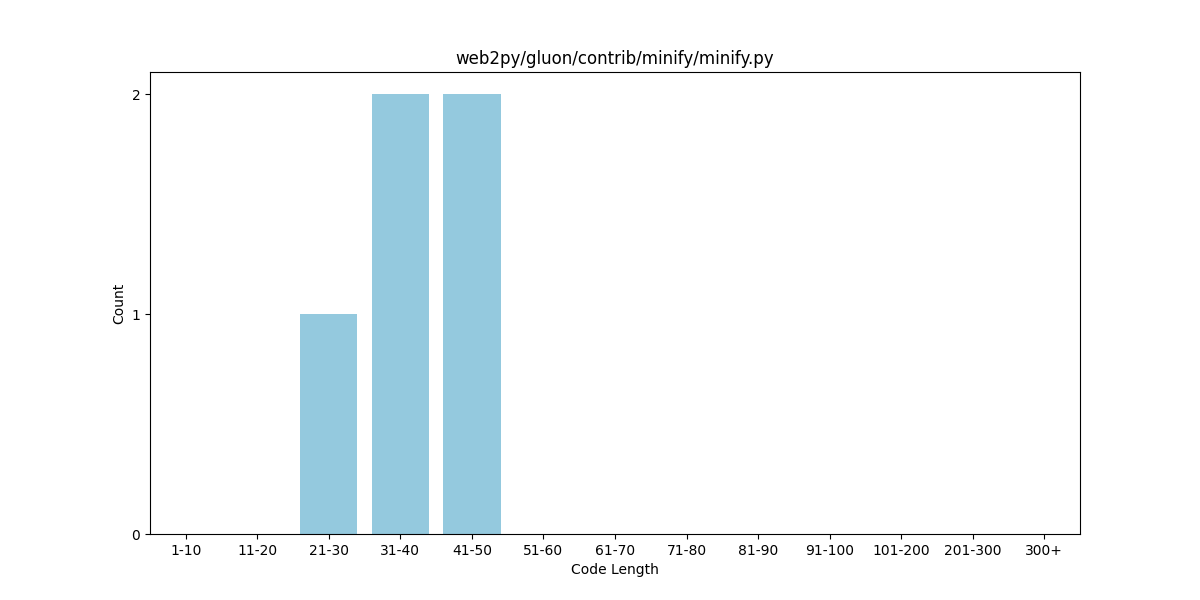 web2py/gluon/contrib/minify/minify.py
Count
2
1
0
1-10 11-20 21-30 31-40 41-50 51-60 61-70 71-80 81-90 91-100 101-200 201-300 300+
Code Length